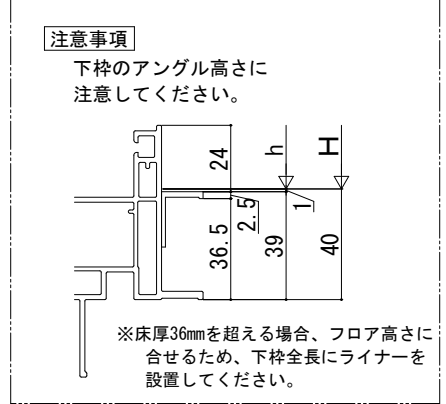 注意事項
下枠のアングル高さに
注意してください。
24
h
H
36.5
2.5
39
1
40
※床厚36mmを超える場合、フロア高さに
合せるため、下枠全長にライナーを
設置してください。